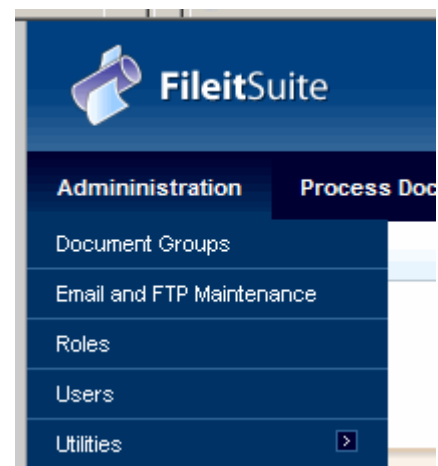 FileitSuite
Admininistration Process Doc
Document Groups
Email and FTP Maintenance
Roles
Users
Utilities